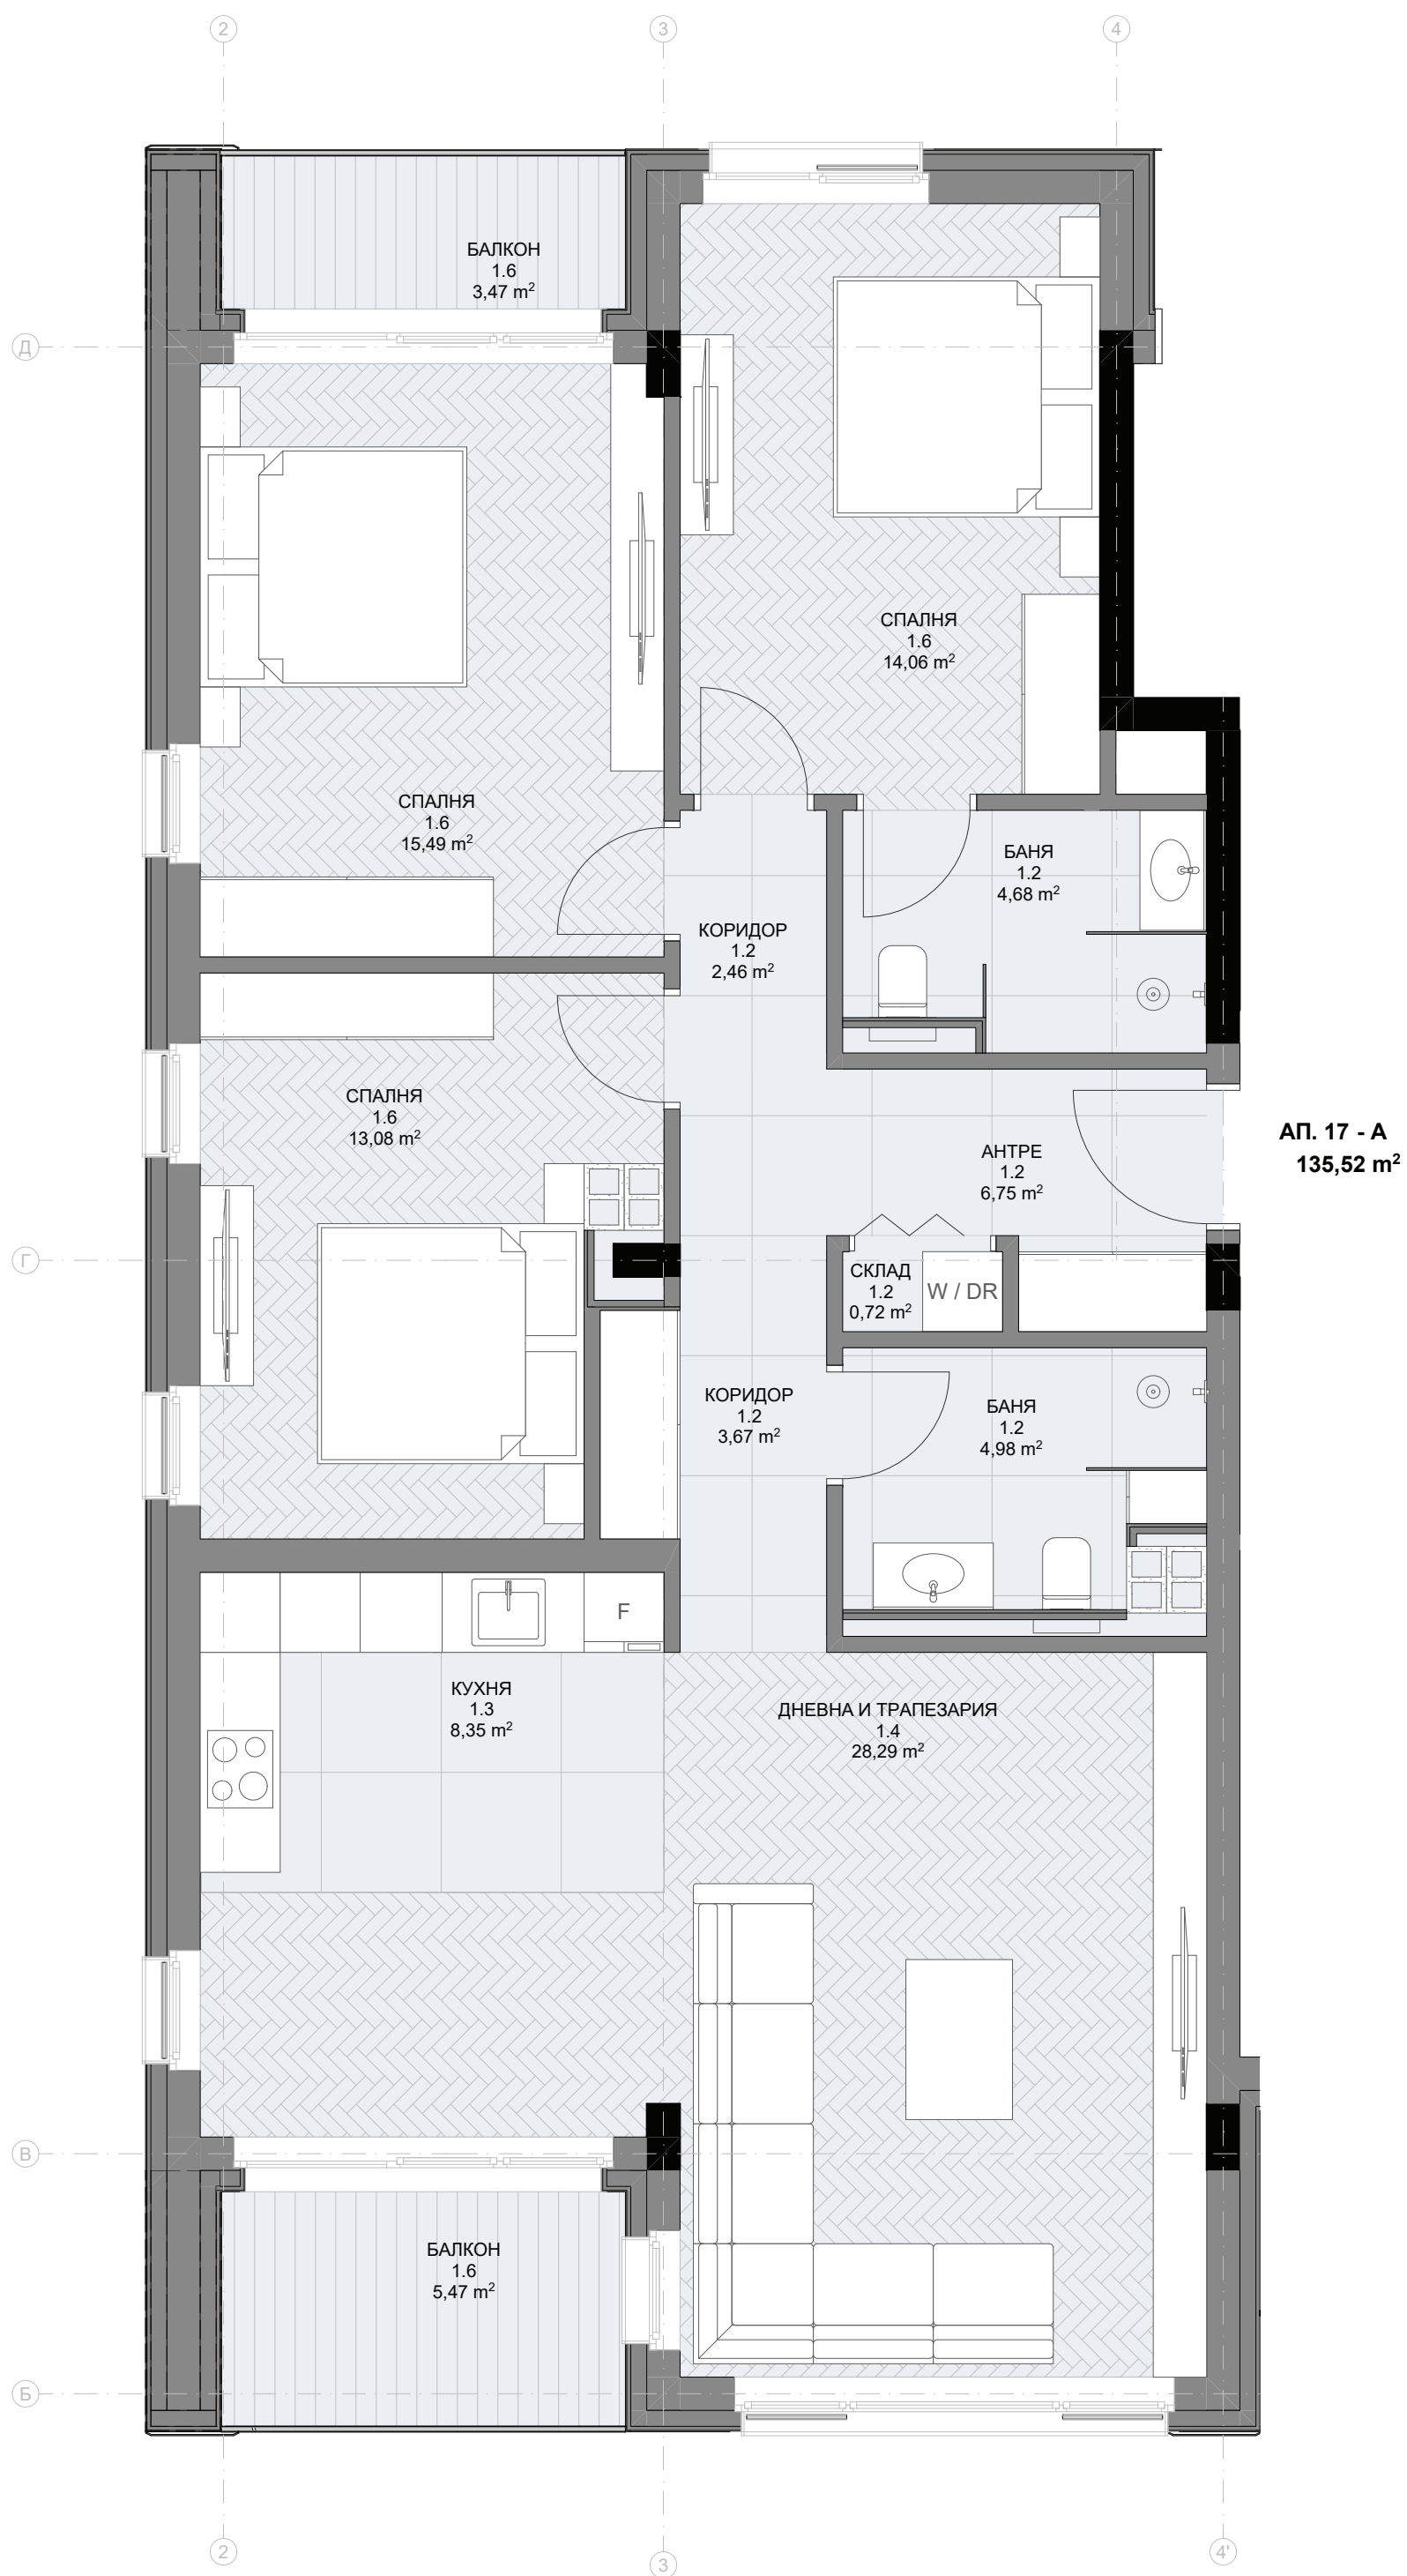 2
3
4
БАЛКОН
1.6
3,47 m²
Д
СПАЛНЯ
1.6
14,06 m²
СПАЛНЯ
1.6
15,49 m²
БАНЯ
1.2
4,68 m²
КОРИДОР
1.2
2,46 m²
СПАЛНЯ
1.6
13,08 m²
АНТРЕ
1.2
6,75 m²
АП. 17 - А
135,52 m²
Г
СКЛАД
1.2
0,72 m²
W / DR
КОРИДОР
1.2
3,67 m²
БАНЯ
1.2
4,98 m²
F
КУХНЯ
1.3
8,35 m²
ДНЕВНА И ТРАПЕЗАРИЯ
1.4
28,29 m²
В
БАЛКОН
1.6
5,47 m²
Б
2
3
4'